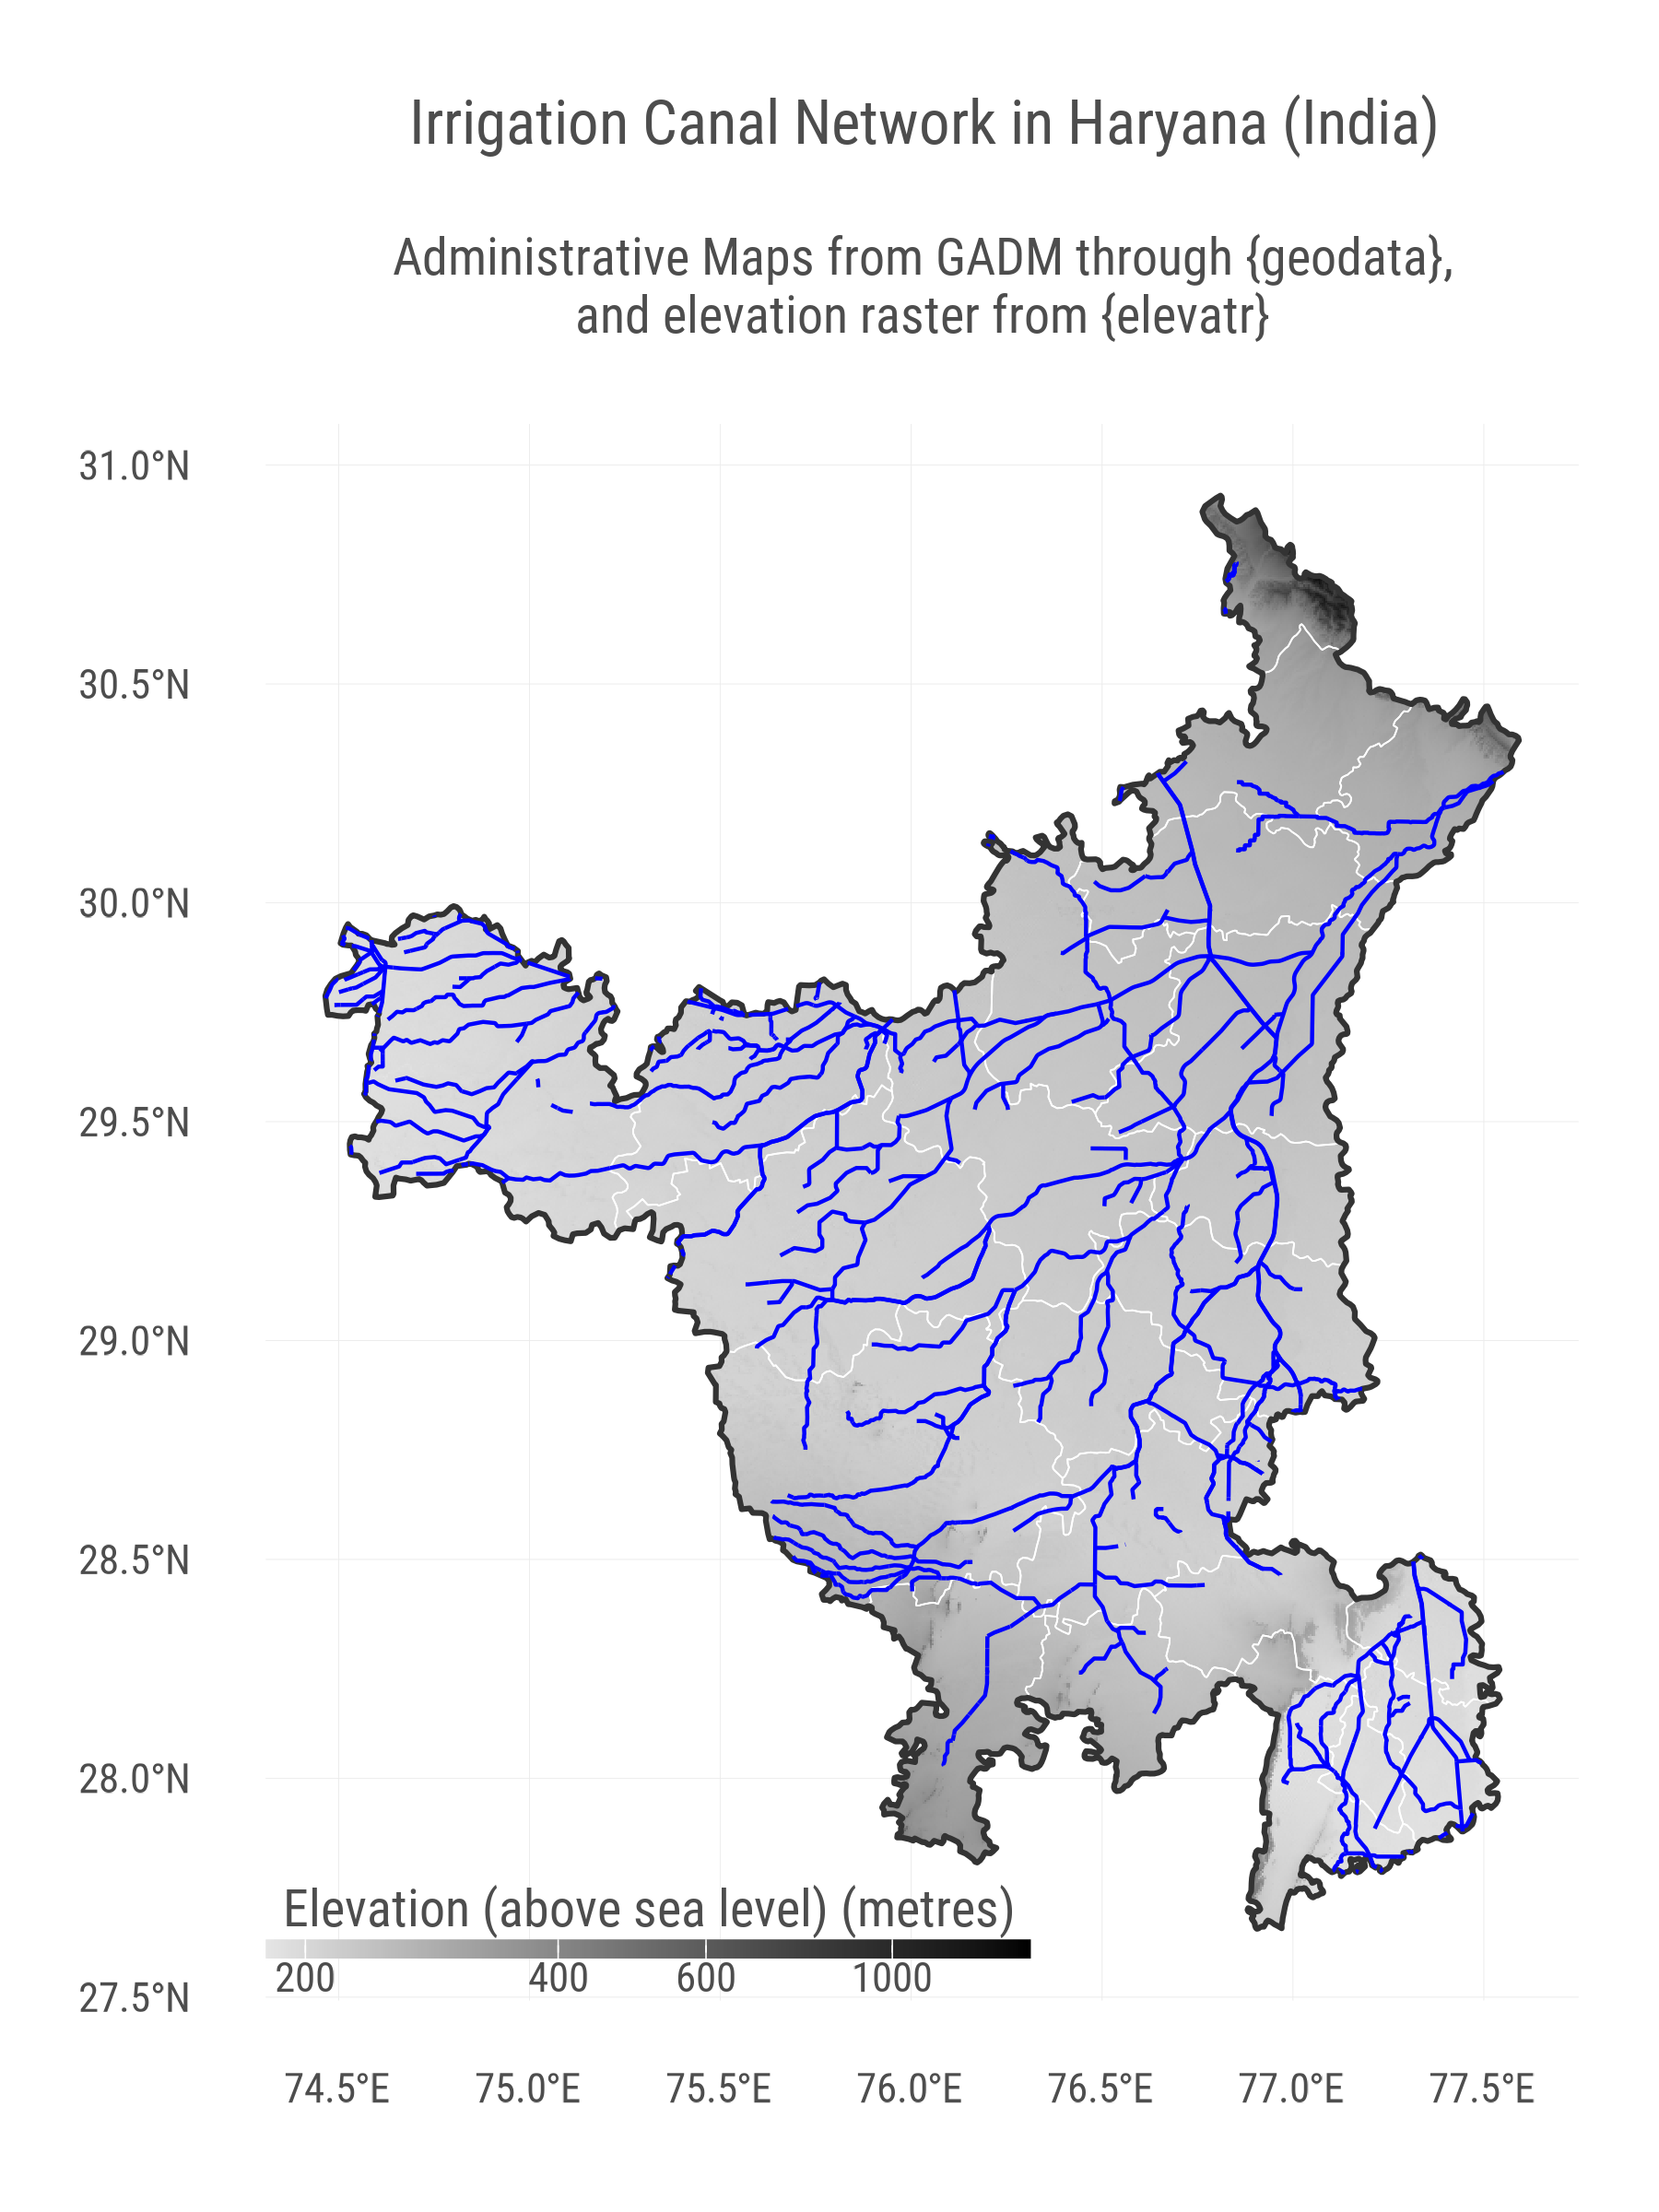 Irrigation Canal Network in Haryana (India)
Administrative Maps from GADM through {geodata},
and elevation raster from {elevatr}
31.0°N
30.5°N
30.0°N
29.5°N
29.0°N
28.5°N
28.0°N
27.5°N
Elevation (above sea level) (metres)
200 400 600 1000
74.5°E 75.0°E 75.5°E 76.0°E 76.5°E 77.0°E 77.5°E